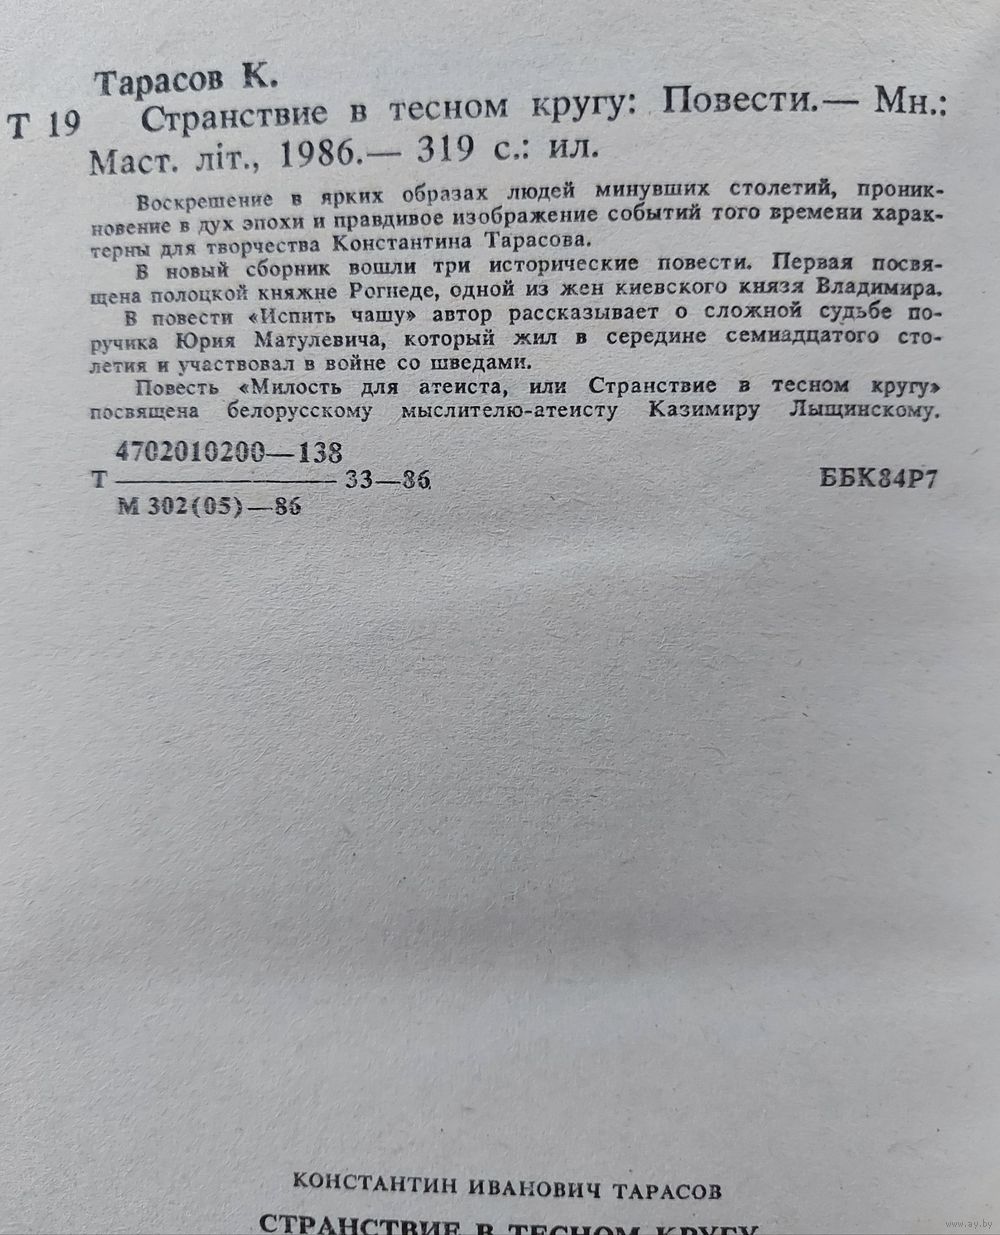 Тарасов К.
Т 19 Странствие в тесном кругу: Повести.— Мн.:
Маст. літ., 1986.— 319 с.: ил.
Воскрешение в ярких образах людей минувших столетий, проник-
новение в дух эпохи и правдивое изображение событий того времени харак-
терны для творчества Константина Тарасова.
В новый сборник вошли три исторические повести. Первая посвя-
щена полоцкой княжне Рогнеде, одной из жен киевского князя Владимира.
В повести «Испить чашу» автор рассказывает о сложной судьбе по-
ручика Юрия Матулевича, который жил в середине семнадцатого сто-
летия и участвовал в войне со шведами.
Повесть «Милость для атеиста, или Странствие в тесном кругу»
посвящена белорусскому мыслителю-атеисту Казимиру Лыщинскому.
4702010200—138
Т ———— 33—86
М 302(05)—86
ББК84Р7
КОНСТАНТИН ИВАНОВИЧ ТАРАСОВ
СТРАНСТВИЕ В ТЕСНОМ КРУГУ
www.ay.by